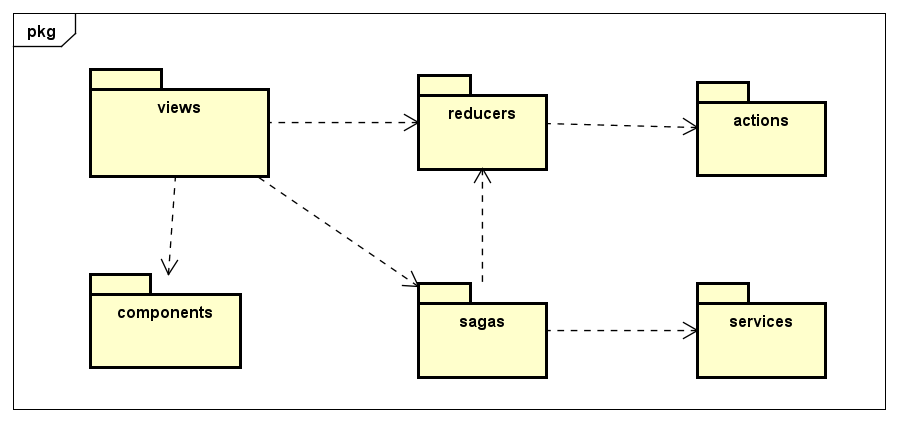 pkg
views
reducers
actions
components
sagas
services